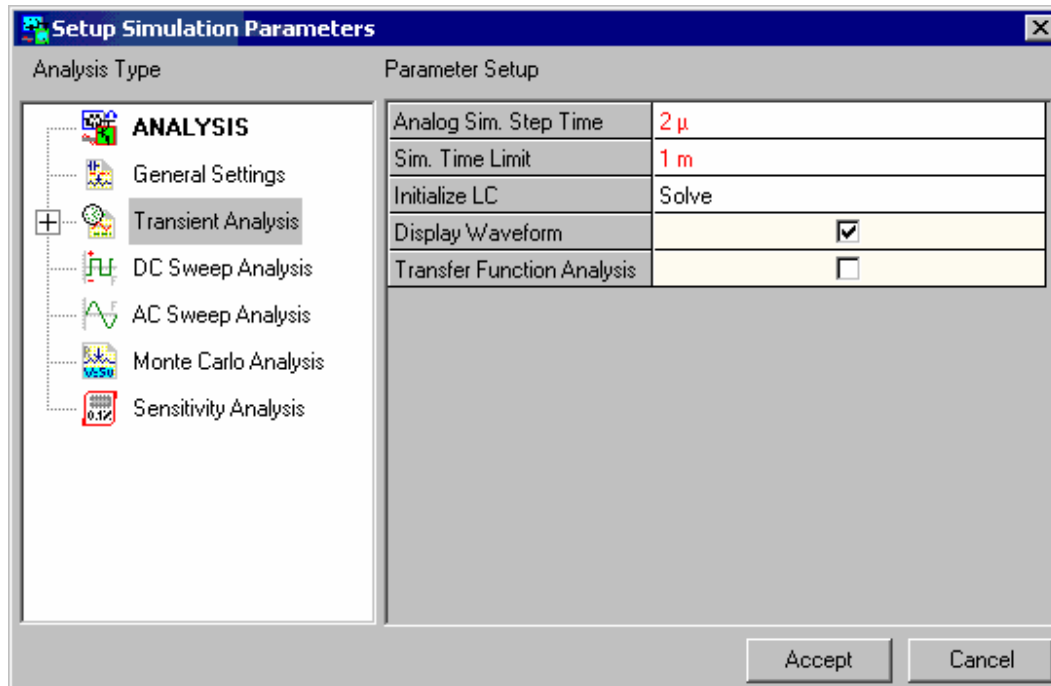 Setup Simulation Parameters
Analysis Type
Parameter Setup
ANALYSIS
General Settings
Transient Analysis
DC Sweep Analysis
AC Sweep Analysis
Monte Carlo Analysis
Sensitivity Analysis
Analog Sim. Step Time 2 µ
Sim. Time Limit 1 m
Initialize LC Solve
Display Waveform
Transfer Function Analysis
Accept Cancel